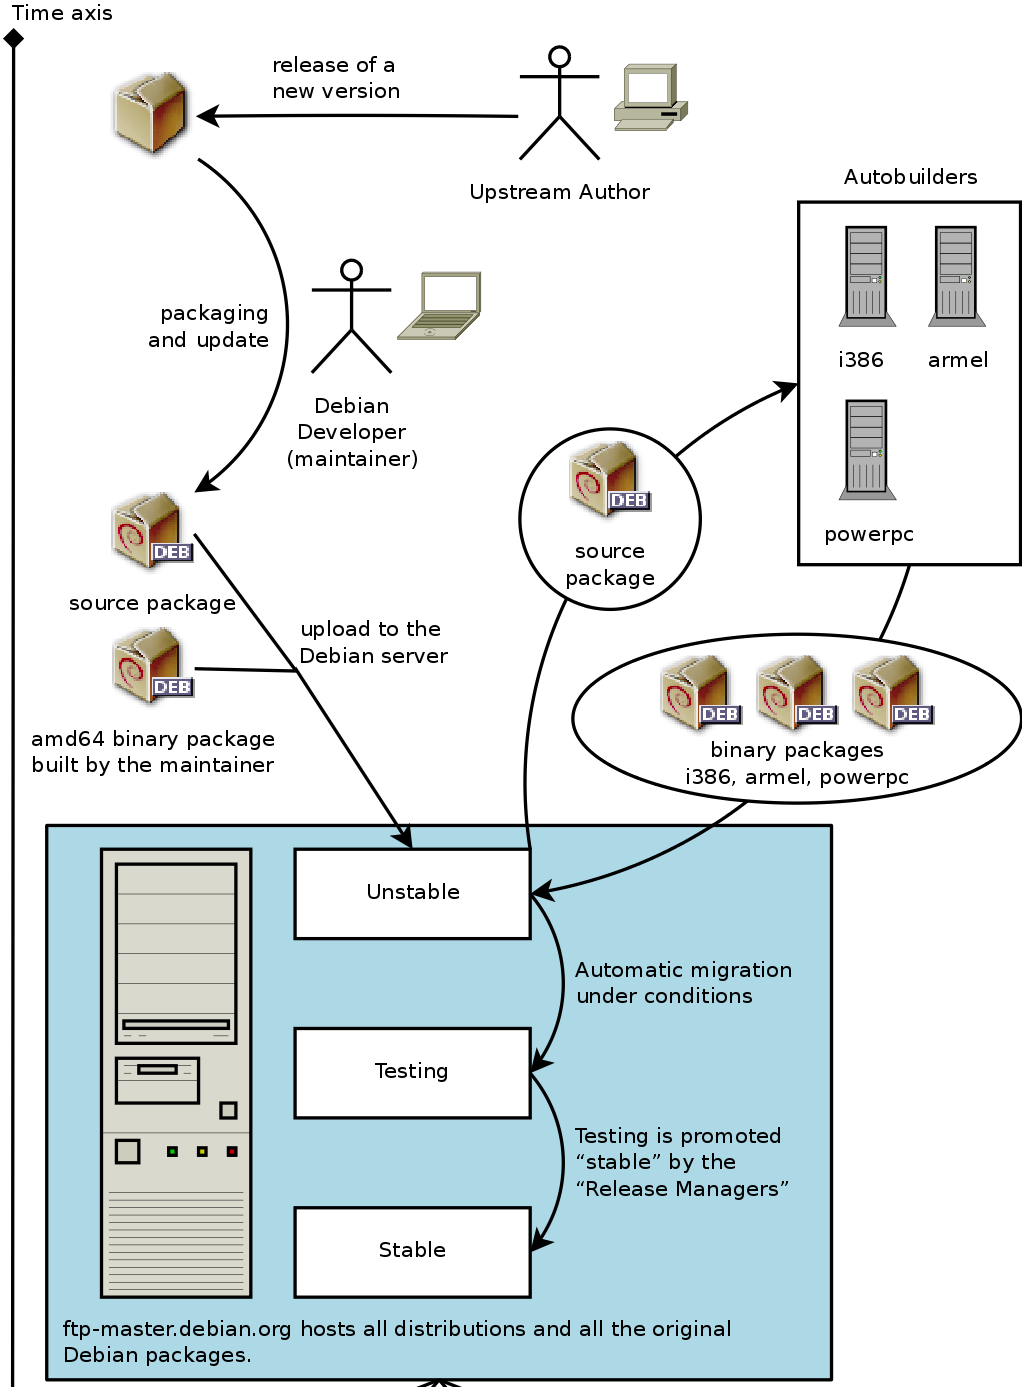 Time axis
release of a
new version
Upstream Author
Autobuilders
i386
armel
powerpc
packaging
and update
Debian
Developer
(maintainer)
DEB
source package
DEB
amd64 binary package
built by the maintainer
upload to the
Debian server
DEB
source
package
DEB
DEB
DEB
binary packages
i386, armel, powerpc
Unstable
Automatic migration
under conditions
Testing
Testing is promoted
“stable” by the
“Release Managers”
Stable
ftp-master.debian.org hosts all distributions and all the original
Debian packages.